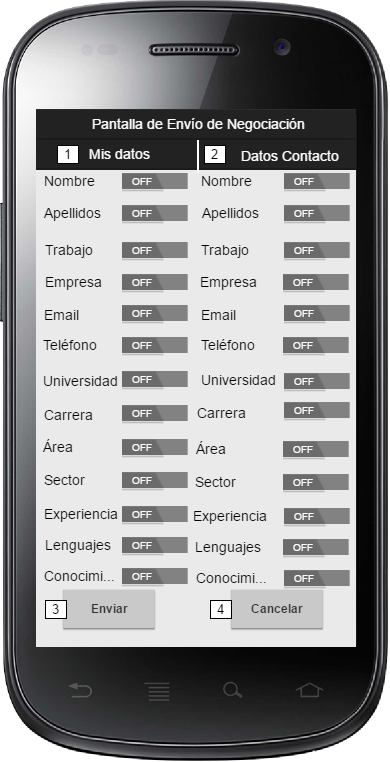 Pantalla de Envío de Negociación
1 Mis datos 2 Datos Contacto
Nombre OFF Nombre OFF
Apellidos OFF Apellidos OFF
Trabajo OFF Trabajo OFF
Empresa OFF Empresa OFF
Email OFF Email OFF
Teléfono OFF Teléfono OFF
Universidad OFF Universidad OFF
Carrera OFF Carrera OFF
Área OFF Área OFF
Sector OFF Sector OFF
Experiencia OFF Experiencia OFF
Lenguajes OFF Lenguajes OFF
Conocimi... OFF Conocimi... OFF
3 Enviar 4 Cancelar